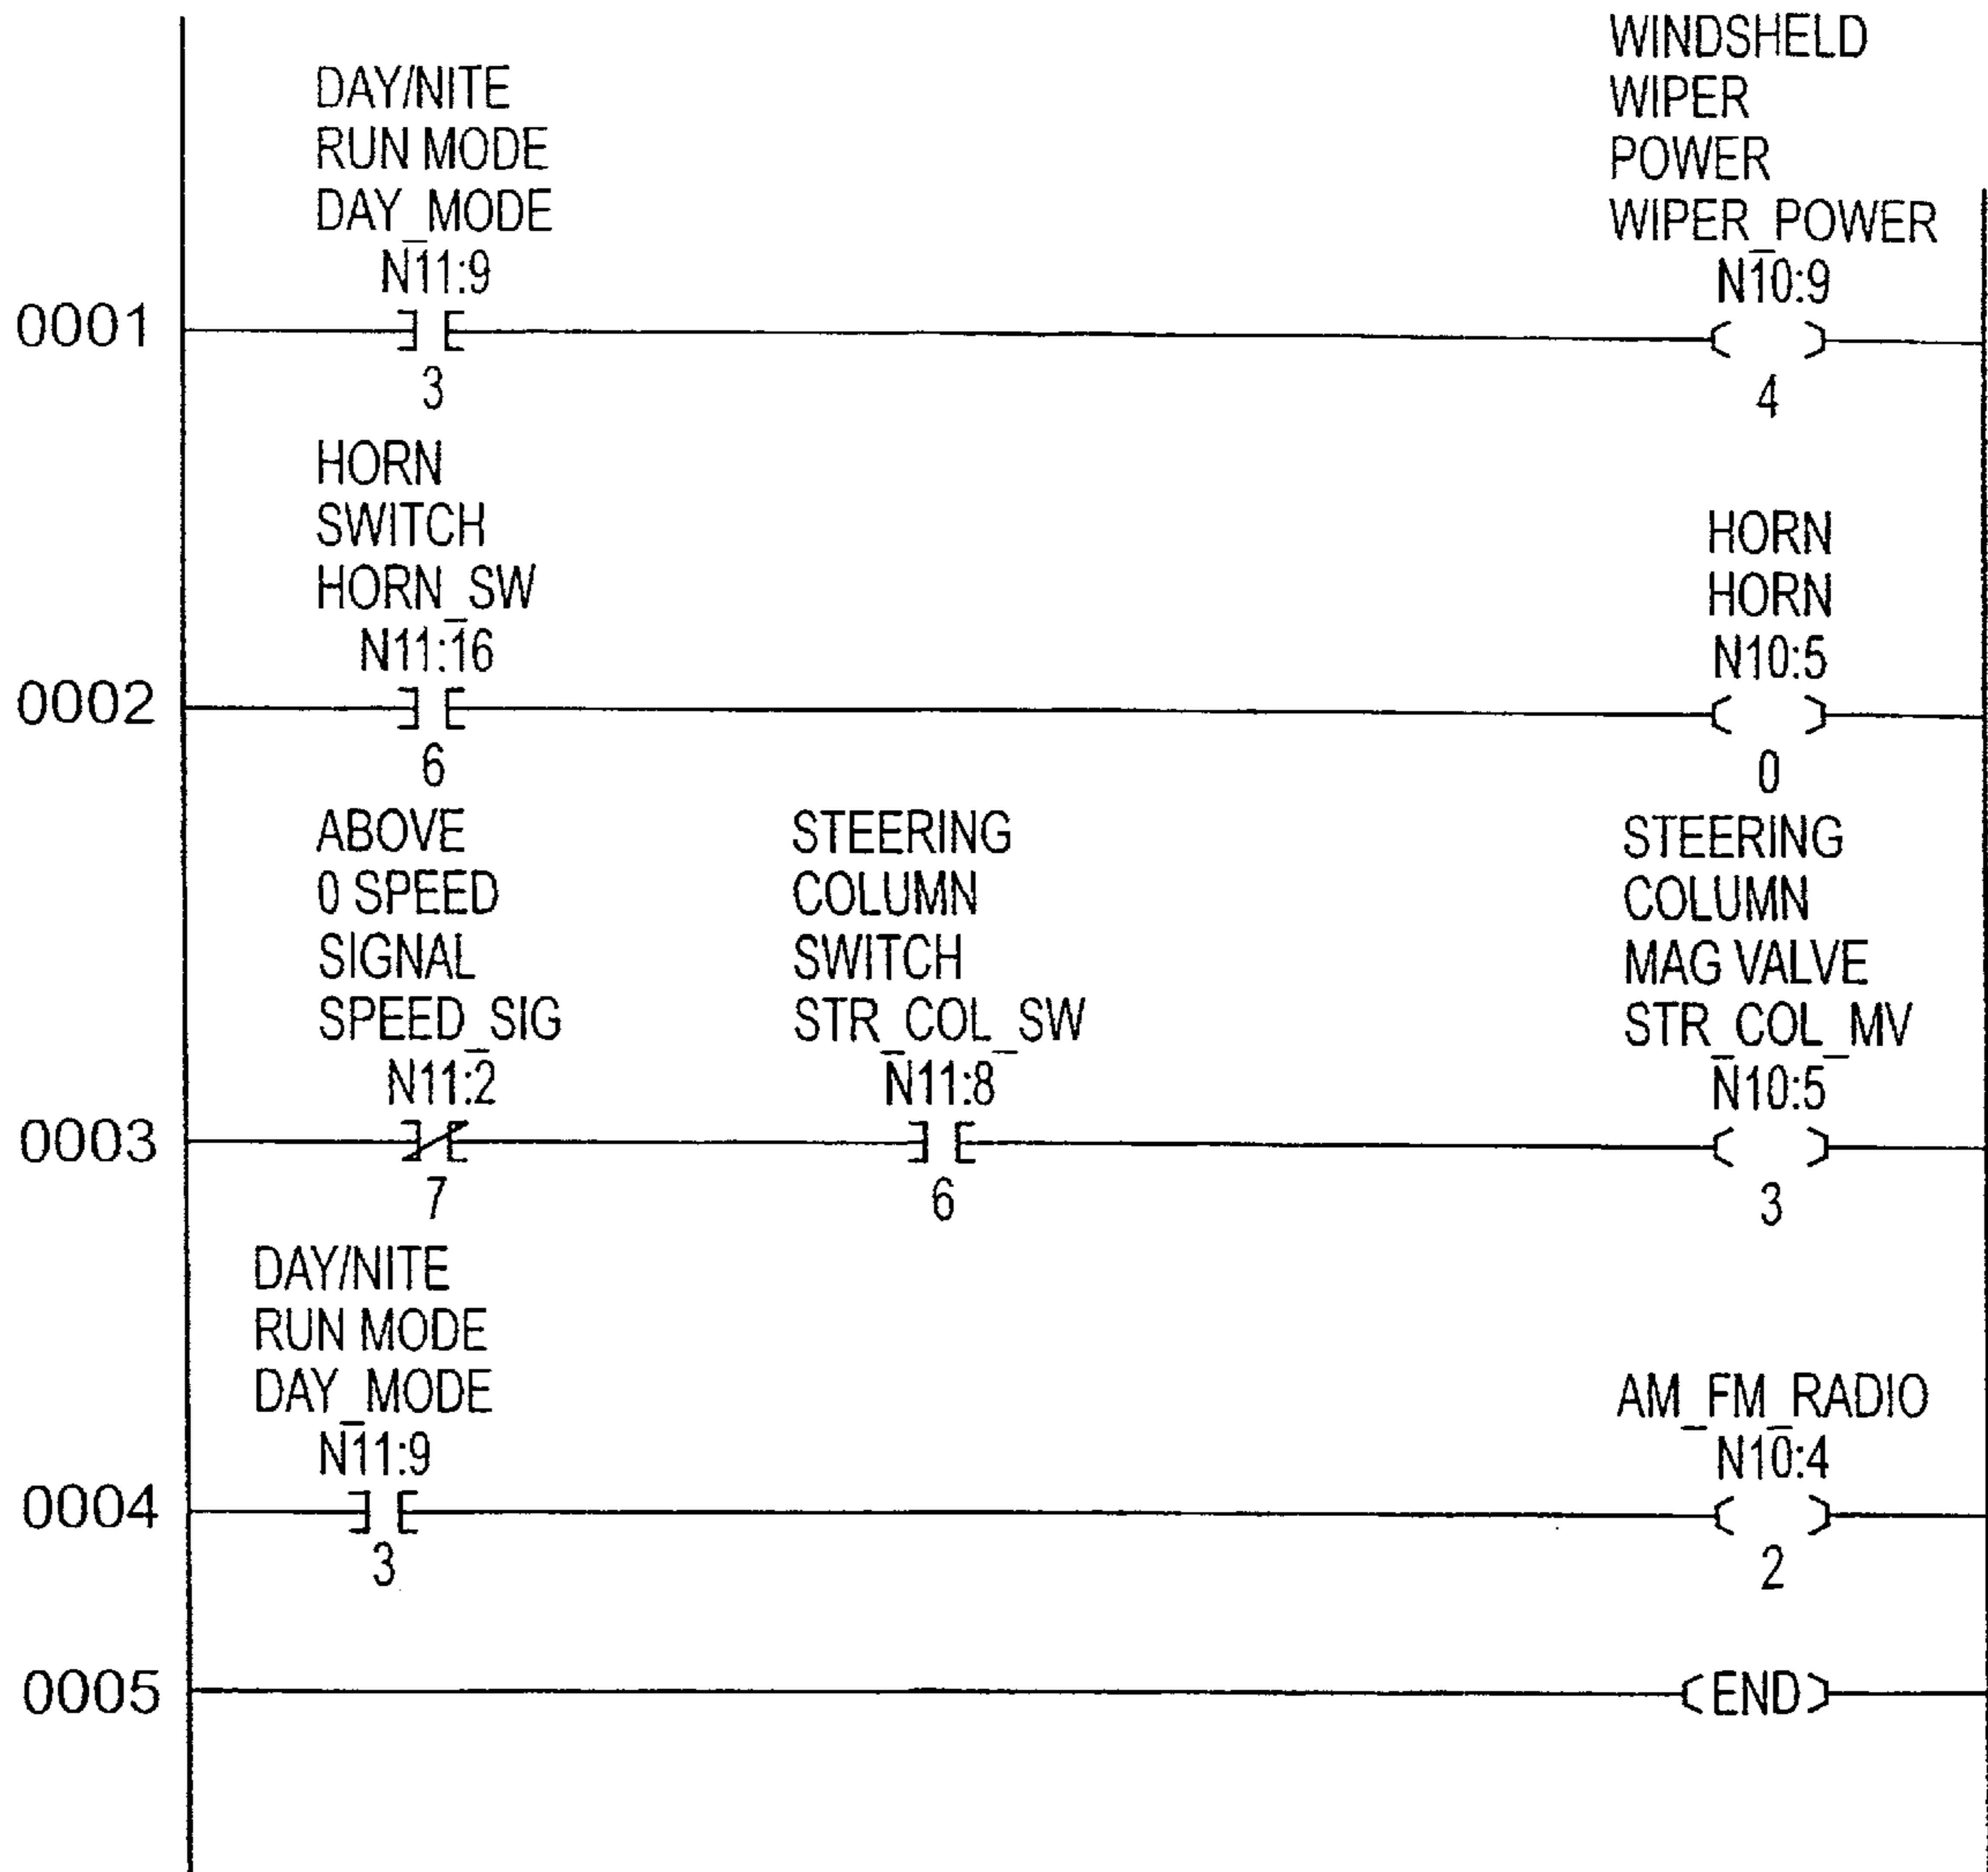 DAY/NITE
RUN MODE
DAY_MODE
N11:9
3
WINDSHELD
WIPER
POWER
WIPER_POWER
N10:9
4
0001
HORN
SWITCH
HORN_SW
N11:16
6
HORN
HORN
N10:5
0
0002
ABOVE
0 SPEED
SIGNAL
SPEED_SIG
N11:2
7
STEERING
COLUMN
SWITCH
STR_COL_SW
N11:8
6
STEERING
COLUMN
MAG VALVE
STR_COL_MV
N10:5
3
0003
DAY/NITE
RUN MODE
DAY_MODE
N11:9
3
AM_FM_RADIO
N10:4
2
0004
0005
END